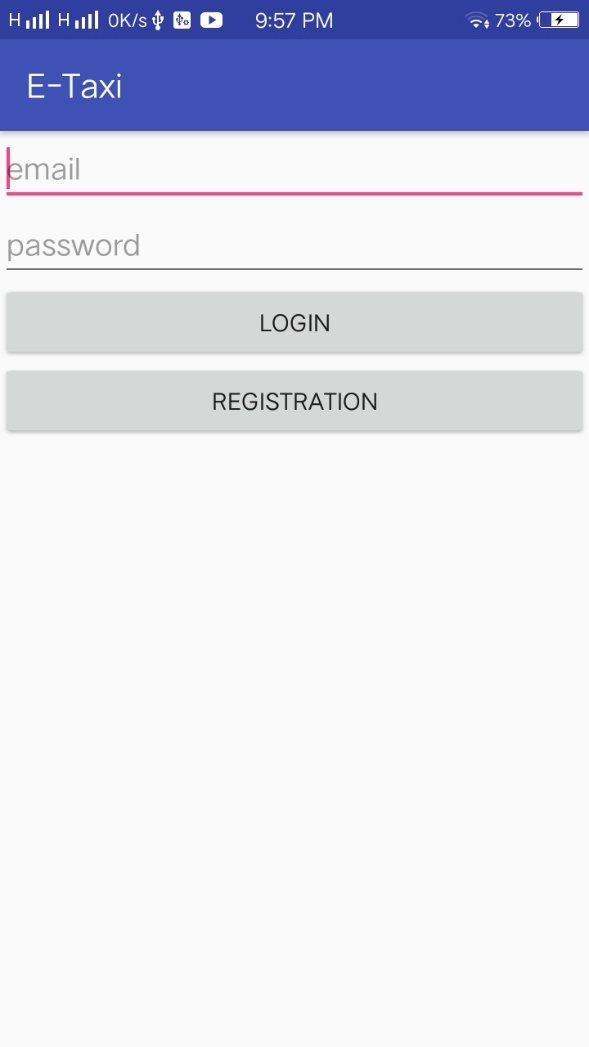 H H 0K/s 9:57 PM 73%
E-Taxi
email
password
LOGIN
REGISTRATION